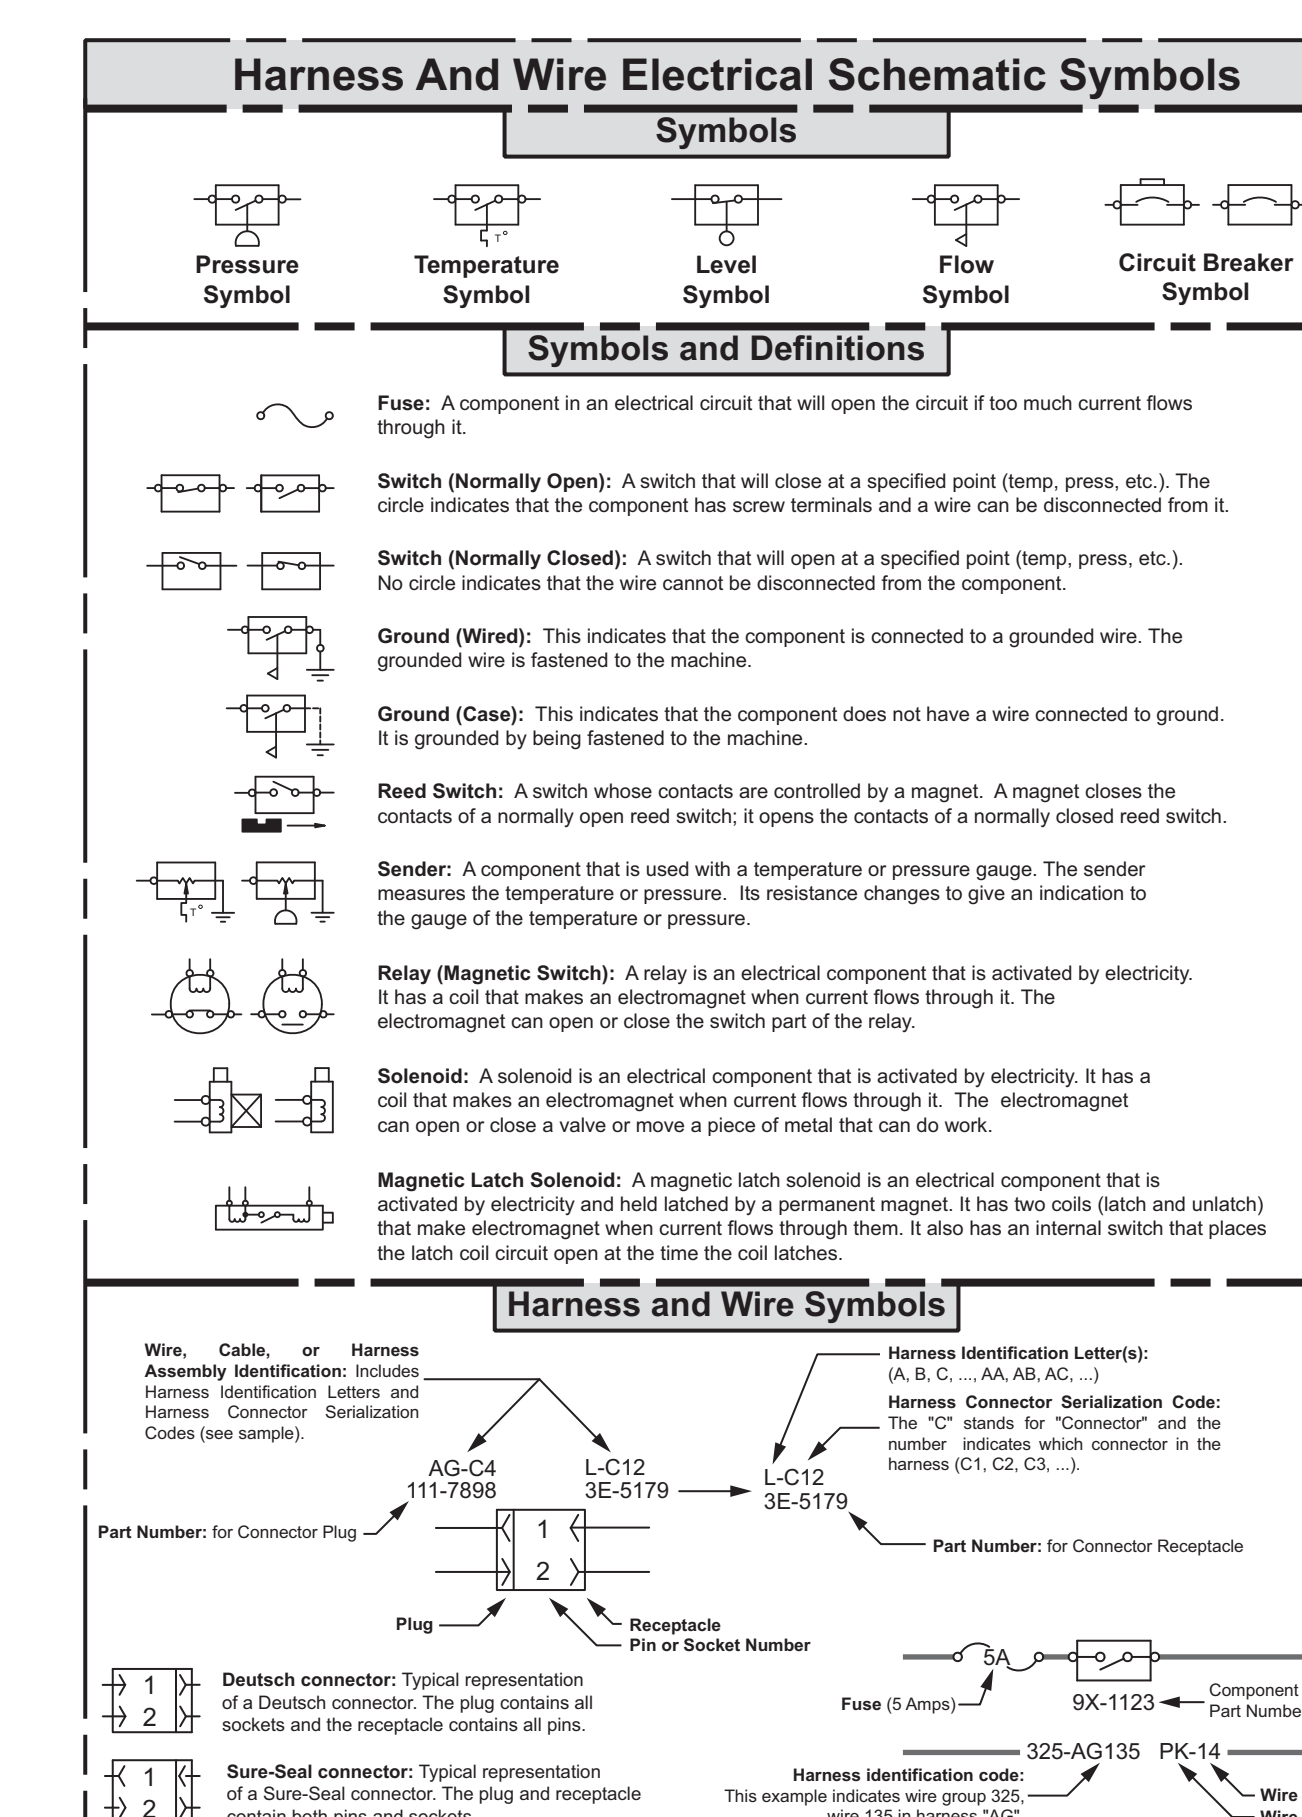 Harness And Wire Electrical Schematic Symbols
Symbols
Pressure
Symbol
T°
Temperature
Symbol
Level
Symbol
Flow
Symbol
Circuit Breaker
Symbol
Symbols and Definitions
Fuse: A component in an electrical circuit that will open the circuit if too much current flows
through it.
Switch (Normally Open): A switch that will close at a specified point (temp, press, etc.). The
circle indicates that the component has screw terminals and a wire can be disconnected from it.
Switch (Normally Closed): A switch that will open at a specified point (temp, press, etc.).
No circle indicates that the wire cannot be disconnected from the component.
Ground (Wired): This indicates that the component is connected to a grounded wire. The
grounded wire is fastened to the machine.
Ground (Case): This indicates that the component does not have a wire connected to ground.
It is grounded by being fastened to the machine.
Reed Switch: A switch whose contacts are controlled by a magnet. A magnet closes the
contacts of a normally open reed switch; it opens the contacts of a normally closed reed switch.
T°
Sender: A component that is used with a temperature or pressure gauge. The sender
measures the temperature or pressure. Its resistance changes to give an indication to
the gauge of the temperature or pressure.
Relay (Magnetic Switch): A relay is an electrical component that is activated by electricity.
It has a coil that makes an electromagnet when current flows through it. The
electromagnet can open or close the switch part of the relay.
Solenoid: A solenoid is an electrical component that is activated by electricity. It has a
coil that makes an electromagnet when current flows through it. The electromagnet
can open or close a valve or move a piece of metal that can do work.
Magnetic Latch Solenoid: A magnetic latch solenoid is an electrical component that is
activated by electricity and held latched by a permanent magnet. It has two coils (latch and unlatch)
that make electromagnet when current flows through them. It also has an internal switch that places
the latch coil circuit open at the time the coil latches.
Harness and Wire Symbols
Wire, Cable, or Harness
Assembly Identification: Includes
Harness Identification Letters and
Harness Connector Serialization
Codes (see sample).
Harness Identification Letter(s):
(A, B, C, ..., AA, AB, AC, ...)
Harness Connector Serialization Code:
The "C" stands for "Connector" and the
number indicates which connector in the
harness (C1, C2, C3, ...).
AG-C4
111-7898
L-C12
3E-5179
L-C12
3E-5179
Part Number: for Connector Plug
1
2
Part Number: for Connector Receptacle
Plug
Receptacle
Pin or Socket Number
1
2
Deutsch connector: Typical representation
of a Deutsch connector. The plug contains all
sockets and the receptacle contains all pins.
5A
Fuse (5 Amps)
9X-1123
Component
Part Numbe
325-AG135 PK-14
1
2
Sure-Seal connector: Typical representation
of a Sure-Seal connector. The plug and receptacle
contain both pins and sockets.
Harness identification code:
This example indicates wire group 325,
wire 135 in harness "AG".
Wire
Wire